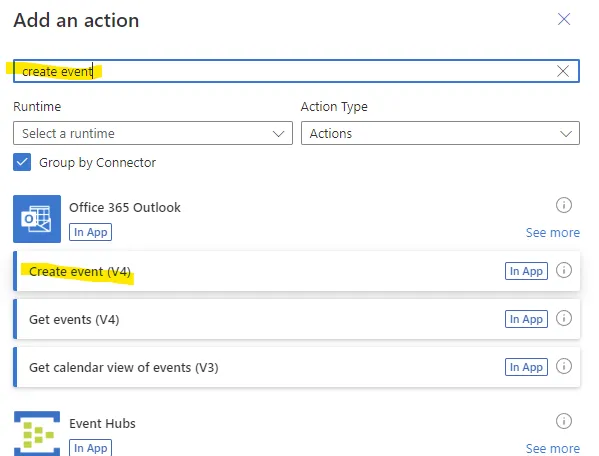 Add an action
create event
Runtime
Action Type
Select a runtime
Actions
Group by Connector
Office 365 Outlook
In App
See more
Create event (V4)
In App
Get events (V4)
In App
Get calendar view of events (V3)
In App
Event Hubs
In App
See more